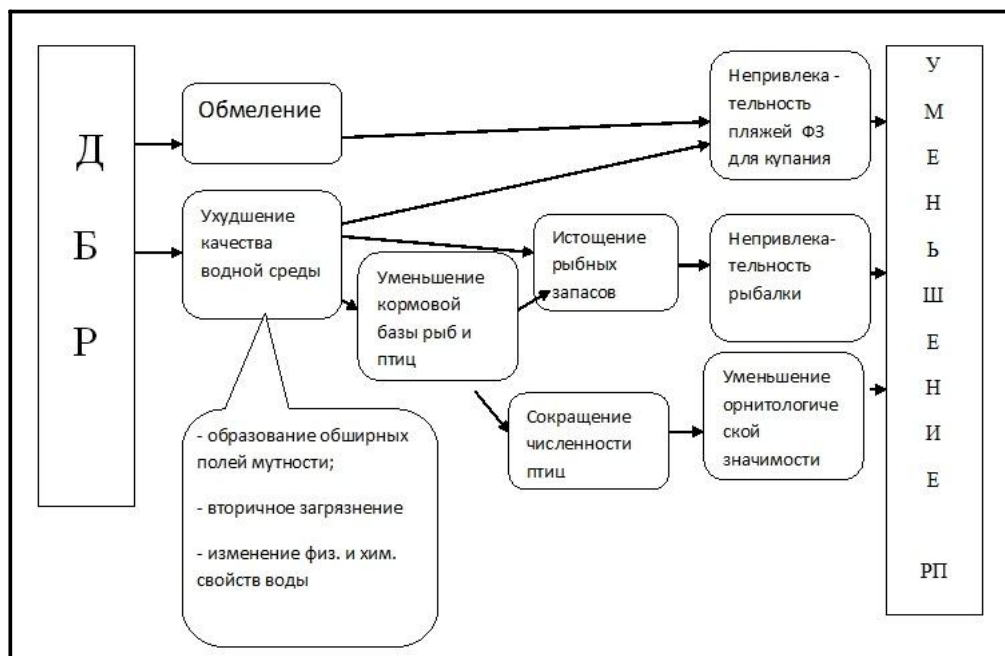 Д
Б
Р
Обмеление
Ухудшение
качества
водной среды
Уменьшение
кормовой
базы рыб и
птиц
- образование обширных
полей мутности;
- вторичное загрязнение
- изменение физ. и хим.
свойств воды
Истощение
рыбных
запасов
Сокращение
численности
птиц
Непривлека -
тельность
пляжей ФЗ
для купания
Непривлека-
тельность
рыбалки
Уменьшение
орнитологиче
ской
значимости
У
М
Е
Н
Ь
Ш
Е
Н
И
Е
РП